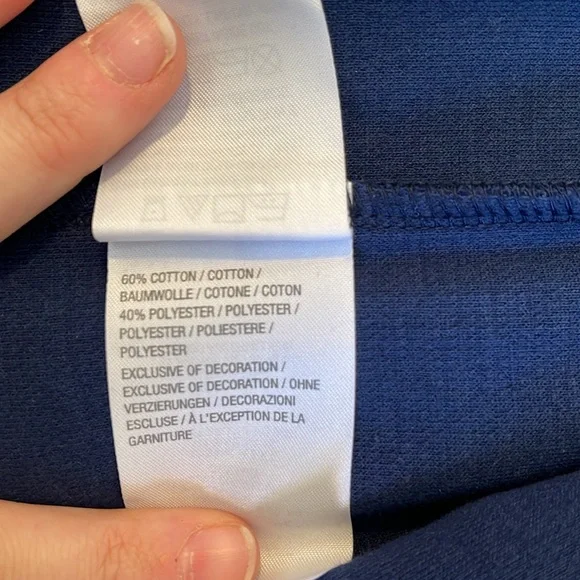 60% COTTON / COTTON /
BAUMWOLLE / COTONE / COTON
40% POLYESTER / POLYESTER /
POLYESTER / POLIESTERE /
POLYESTER
EXCLUSIVE OF DECORATION /
EXCLUSIVE OF DECORATION / OHNE
VERZIERUNGEN / DECORAZIONI
ESCLUSE / À L'EXCEPTION DE LA
GARNITURE